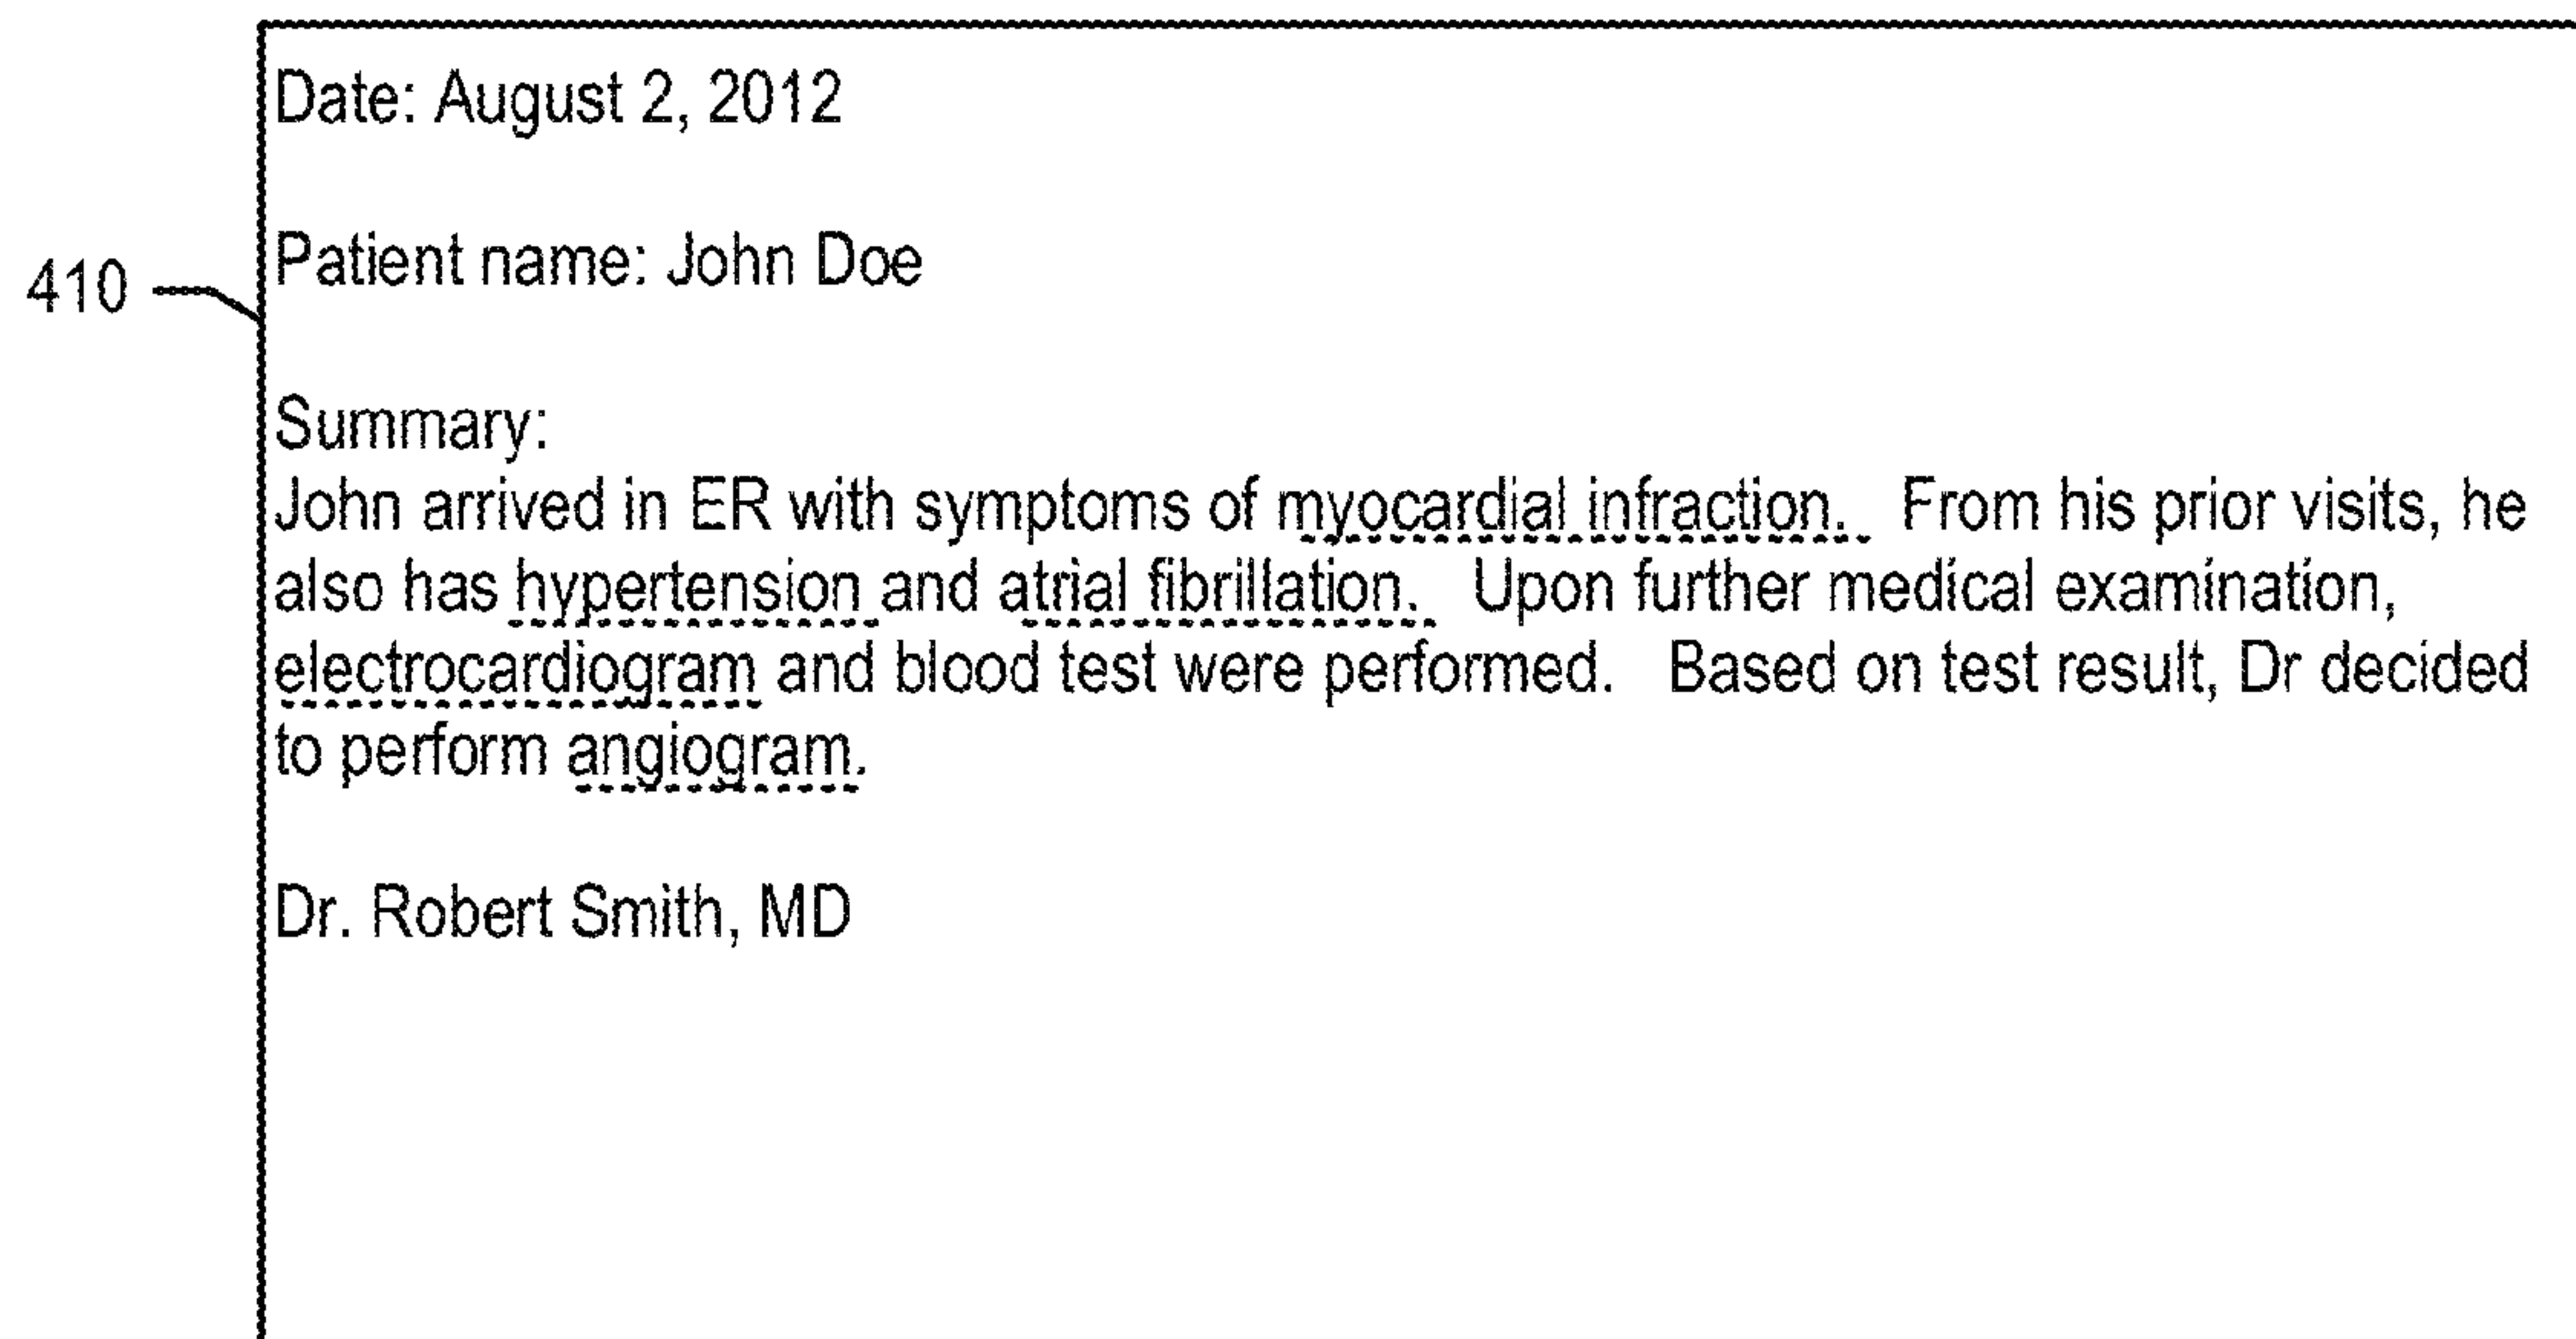 Date: August 2, 2012
410
Patient name: John Doe
Summary:
John arrived in ER with symptoms of myocardial infraction. From his prior visits, he
also has hypertension and atrial fibrillation. Upon further medical examination,
electrocardiogram and blood test were performed. Based on test result, Dr decided
to perform angiogram.
Dr. Robert Smith, MD